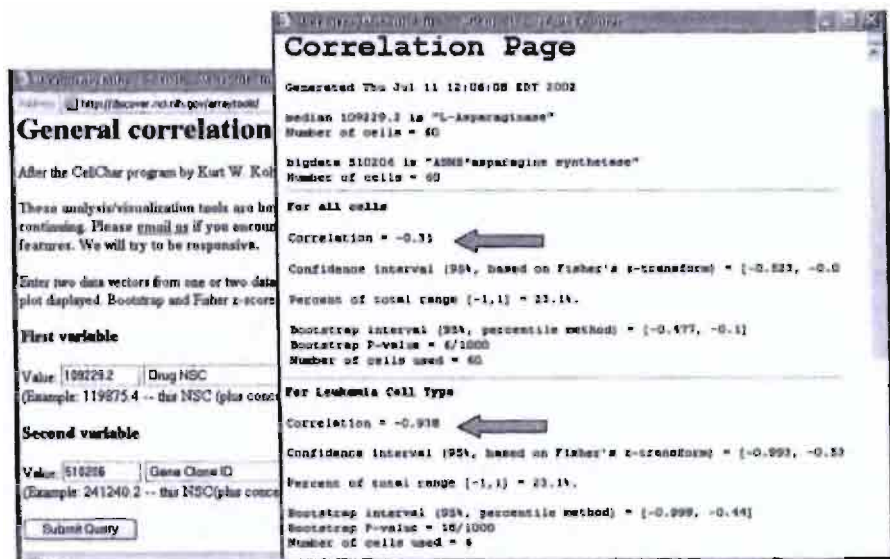 General correlation
After the CellChar program by Kurt W. Koh
These analysis/visualization tools are be
continuing. Please email us if you encoun
features. We will try to be responsive.
Enter two data vectors from one or two data
plot displayed. Bootstrap and Fisher z-score
First variable
Value: 109229.2 Drug NSC
(Example: 119875.4 -- this NSC (plus conce
Second variable
Value: 510206 Gene Clone ID
(Example: 241240.2 -- this NSC(plus conce
Submit Query
Correlation Page
Generated Thu Jul 11 12:06:08 EDT 2002
median 109229.2 is "L-Asparaginase"
Number of cells = 60
bigdata 510206 is "ASNS*asparagine synthetase"
Number of cells = 60
For all cells
Correlation = -0.31
Confidence interval (95%, based on Fisher's z-transform) = [-0.523, -0.0
Percent of total range [-1,1] = 23.1%.
Bootstrap interval (95%, percentile method) = [-0.477, -0.1]
Bootstrap P-value = 6/1000
Number of cells used = 60
For Leukemia Cell Type
Correlation = -0.938
Confidence interval (95%, based on Fisher's z-transform) = [-0.993, -0.53
Percent of total range [-1,1] = 23.1%.
Bootstrap interval (95%, percentile method) = [-0.999, -0.44]
Bootstrap P-value = 16/1000
Number of cells used = 6